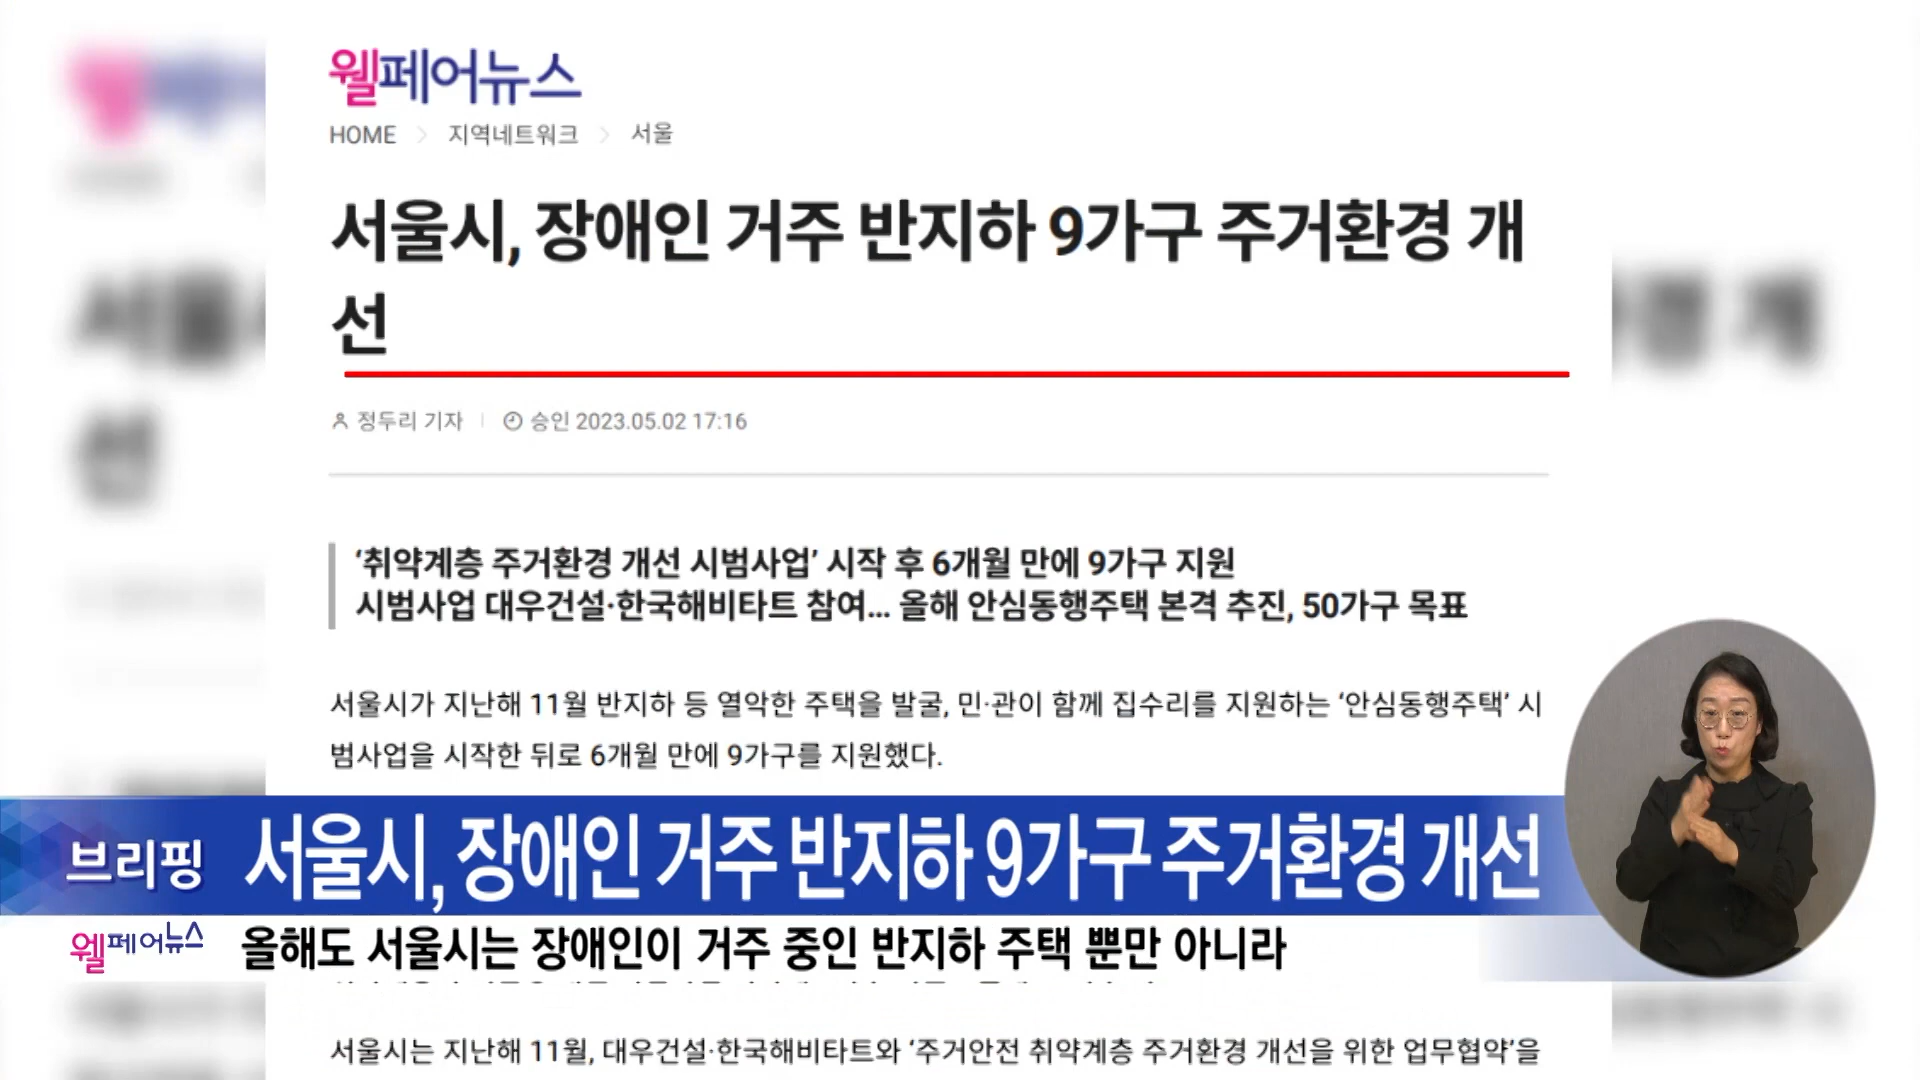 웰페어뉴스
HOME > 지역네트워크 > 서울
서울시, 장애인 거주 반지하 9가구 주거환경 개
선
정두리 기자 | 승인 2023.05.02 17:16
‘취약계층 주거환경 개선 시범사업’ 시작 후 6개월 만에 9가구 지원
시범사업 대우건설·한국해비타트 참여… 올해 안심동행주택 본격 추진, 50가구 목표
서울시가 지난해 11월 반지하 등 열악한 주택을 발굴, 민·관이 함께 집수리를 지원하는 ‘안심동행주택’ 시
범사업을 시작한 뒤로 6개월 만에 9가구를 지원했다.
브리핑 서울시, 장애인 거주 반지하 9가구 주거환경 개선
웰페어뉴스 올해도 서울시는 장애인이 거주 중인 반지하 주택 뿐만 아니라
서울시는 지난해 11월, 대우건설·한국해비타트와 ‘주거안전 취약계층 주거환경 개선을 위한 업무협약’을